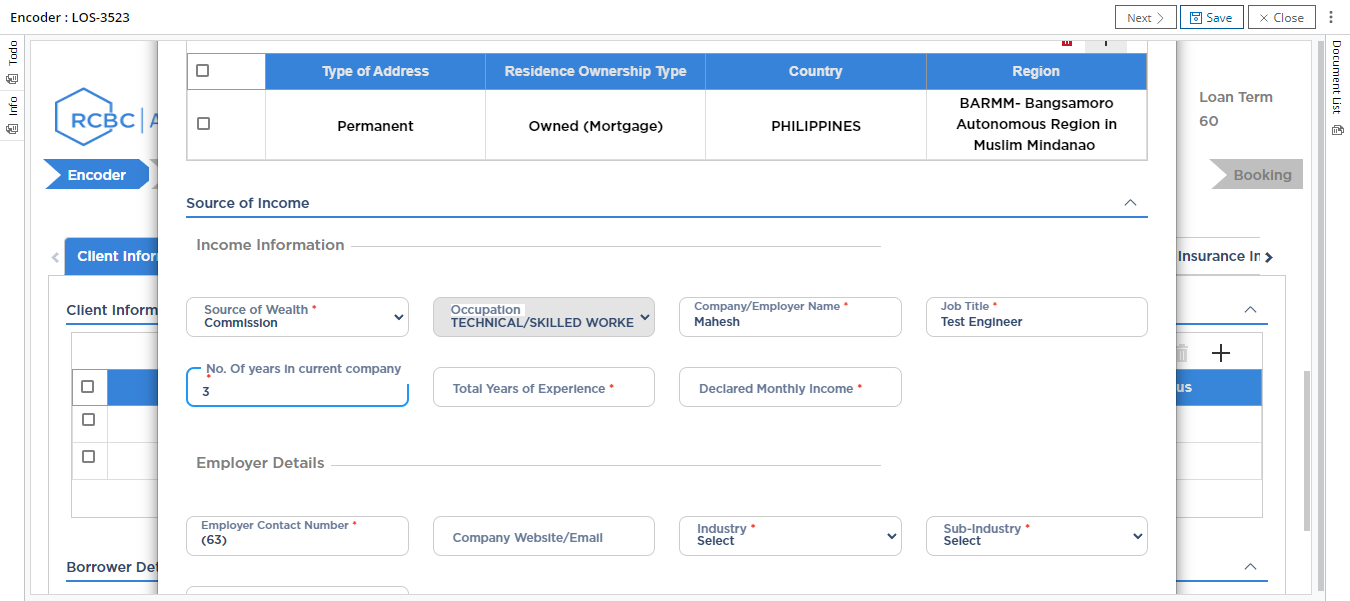 Encoder : LOS-3523
Next
Save
Close
Todo
Info
Document List
RCBC
Loan Term
60
Encoder
Booking
Type of Address
Residence Ownership Type
Country
Region
Permanent
Owned (Mortgage)
PHILIPPINES
BARMM- Bangsamoro
Autonomous Region in
Muslim Mindanao
Source of Income
Income Information
Client Infor
Insurance In
Client Inform
Source of Wealth *
Commission
Occupation
TECHNICAL/SKILLED WORKE
Company/Employer Name *
Mahesh
Job Title *
Test Engineer
No. Of years in current company
*
3
Total Years of Experience *
Declared Monthly Income *
us
Employer Details
Employer Contact Number *
(63)
Company Website/Email
Industry *
Select
Sub-Industry *
Select
Borrower Det